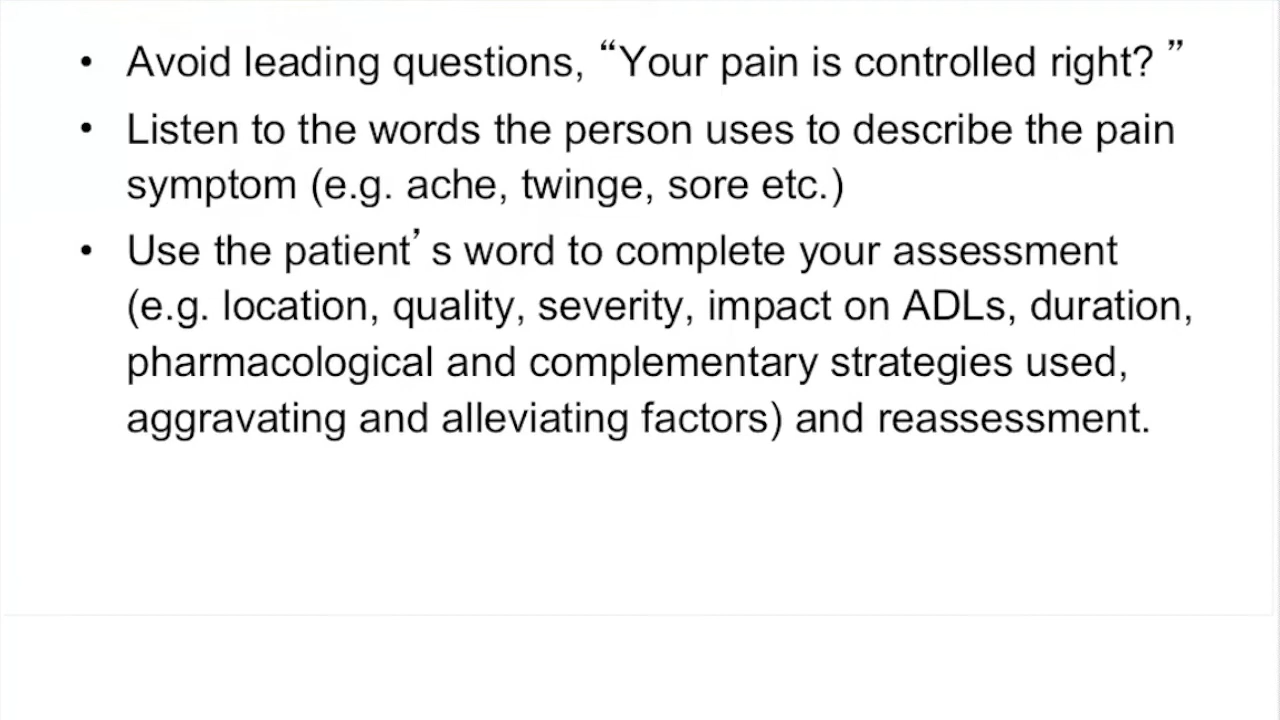 • Avoid leading questions, “Your pain is controlled right? ”
• Listen to the words the person uses to describe the pain
symptom (e.g. ache, twinge, sore etc.)
• Use the patient’ s word to complete your assessment
(e.g. location, quality, severity, impact on ADLs, duration,
pharmacological and complementary strategies used,
aggravating and alleviating factors) and reassessment.